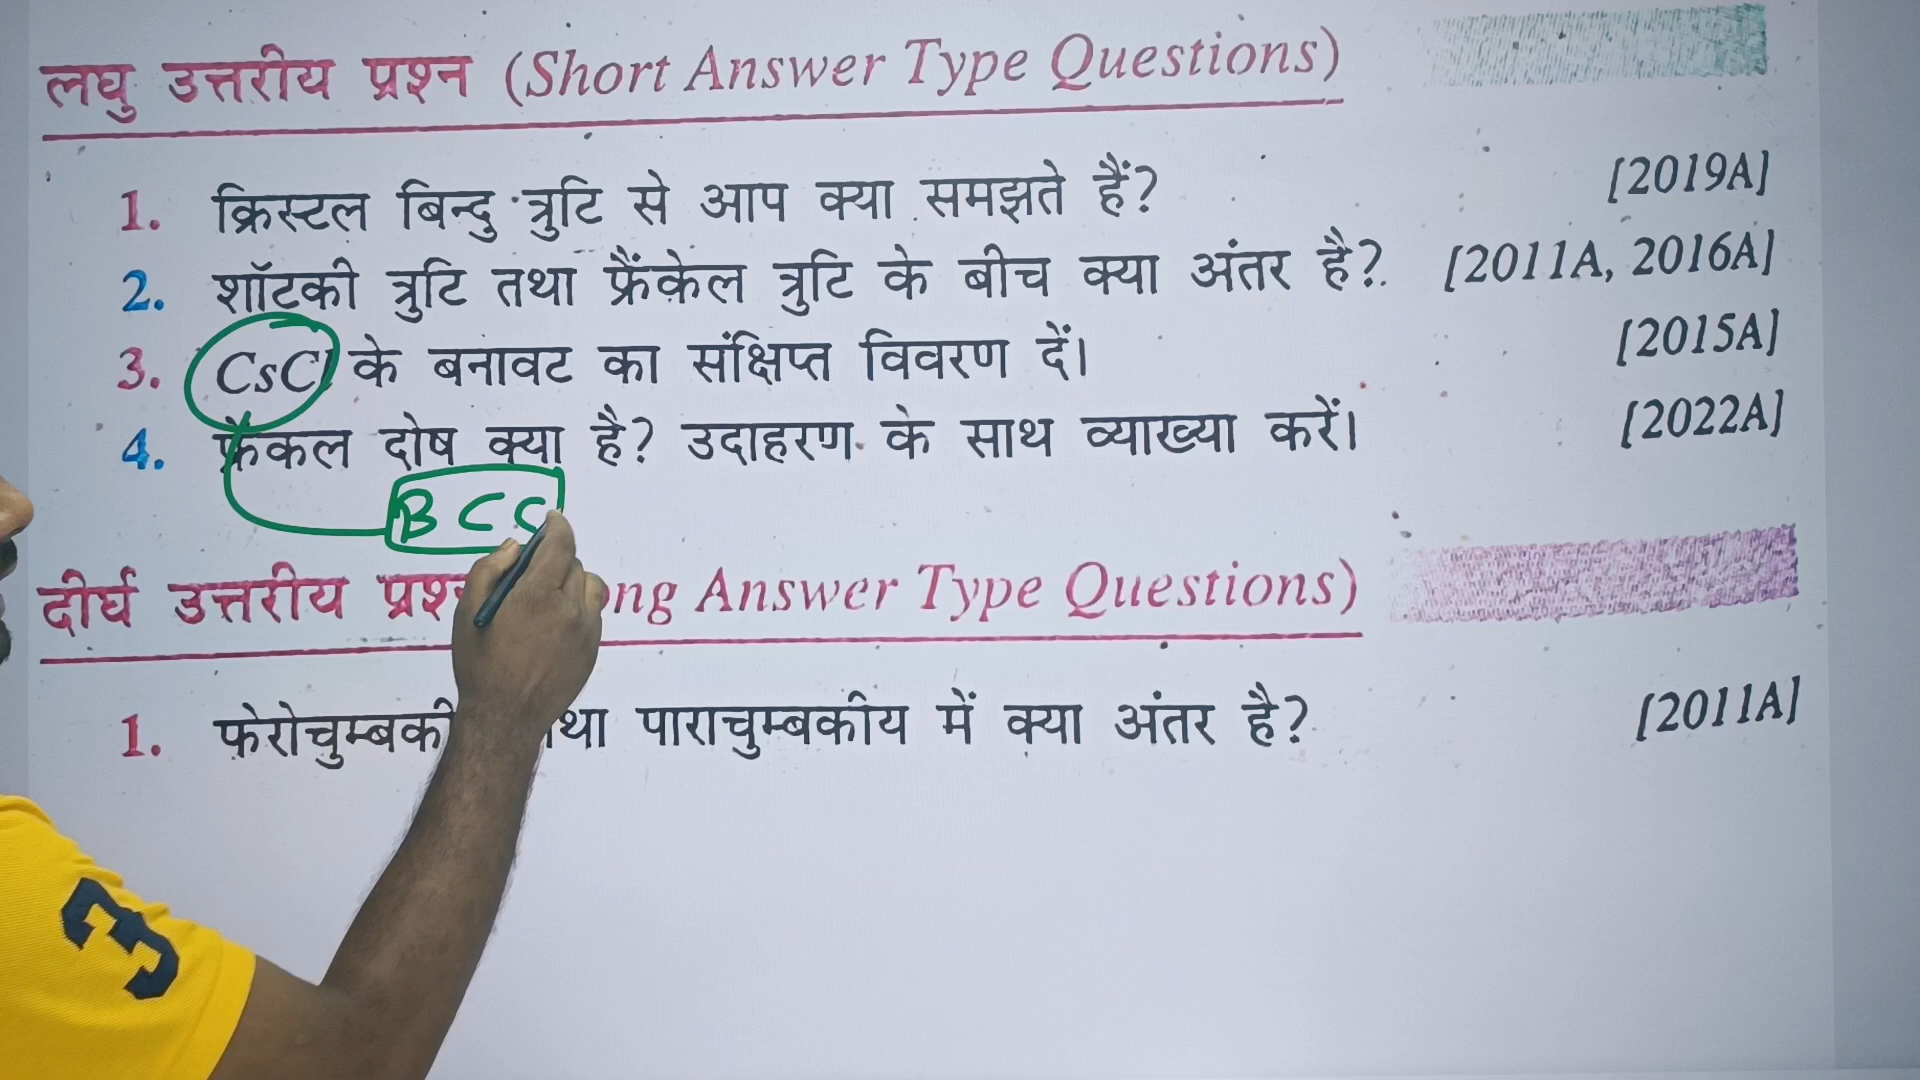 लघु उत्तरीय प्रश्न (Short Answer Type Questions)
1. क्रिस्टल बिन्दु त्रुटि से आप क्या समझते हैं? [2019A]
2. शॉटकी त्रुटि तथा फ्रैंकेल त्रुटि के बीच क्या अंतर है? [2011A, 2016A]
3. CsCl के बनावट का संक्षिप्त विवरण दें। [2015A]
4. फ्रेंकल दोष क्या है? उदाहरण के साथ व्याख्या करें। [2022A]
BCC
दीर्घ उत्तरीय Answer Type Questions)
1. पाराचुम्बकीय में क्या अंतर है? [2011A]
3